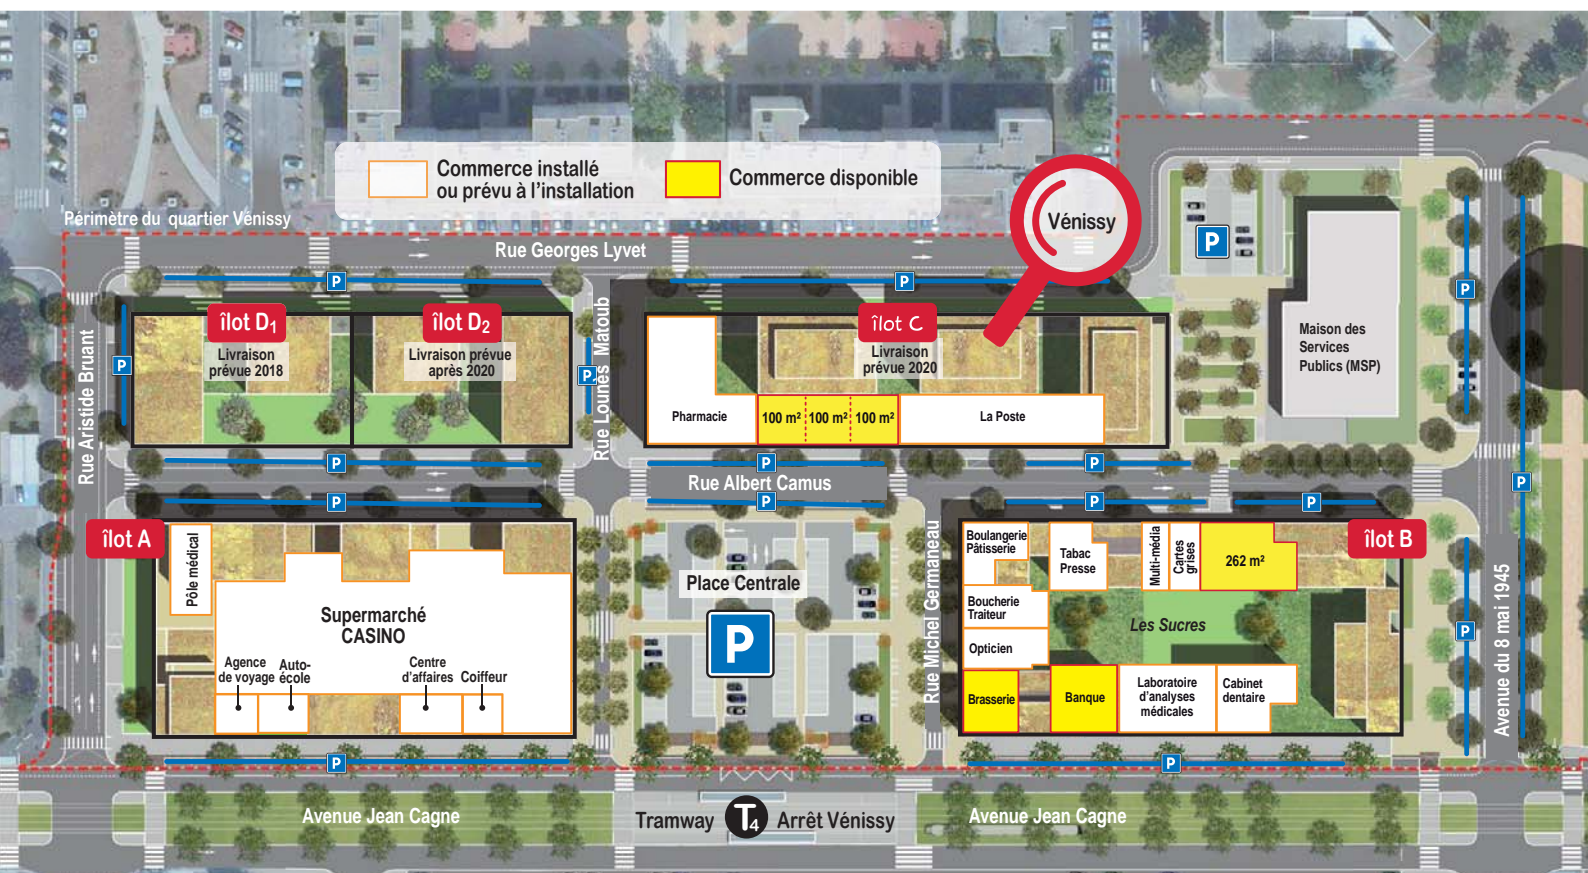 Commerce installé
ou prévu à l'installation
Commerce disponible
Périmètre du quartier Vénissy
Rue Georges Lyvet
Vénissy
P
P
P
P
P
P
P
P
îlot D1
Livraison
prévue 2018
îlot D2
Livraison prévue
après 2020
îlot C
Livraison
prévue 2020
Rue Aristide Bruant
Rue Lounès Matoub
Maison des
Services
Publics (MSP)
Pharmacie
100 m²
100 m²
100 m²
La Poste
P
P
P
Rue Albert Camus
P
P
P
P
îlot A
Pôle médical
Supermarché
CASINO
Agence
de voyage
Auto-
école
Centre
d'affaires
Coiffeur
Place Centrale
P
Rue Michel Germaneau
îlot B
Boulangerie
Pâtisserie
Tabac
Presse
Multi-média
Cartes
grises
262 m²
Boucherie
Traiteur
Opticien
Les Sucres
Brasserie
Banque
Laboratoire
d'analyses
médicales
Cabinet
dentaire
Avenue du 8 mai 1945
P
P
P
Avenue Jean Cagne
Tramway T4 Arrêt Vénissy
Avenue Jean Cagne